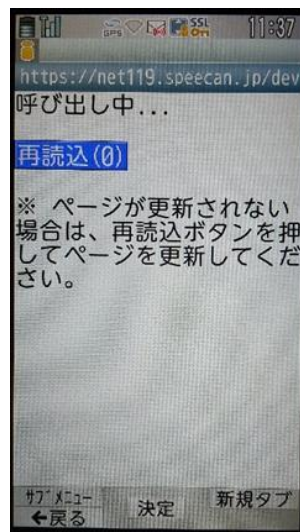 GPS SSL On 11:37
https://net119.speecan.jp/dev
呼び出し中...
再読込(0)
※ ページが更新されない
場合は、再読込ボタンを押
してページを更新してくだ
さい。
サブメニュー
←戻る
決定
新規タブ